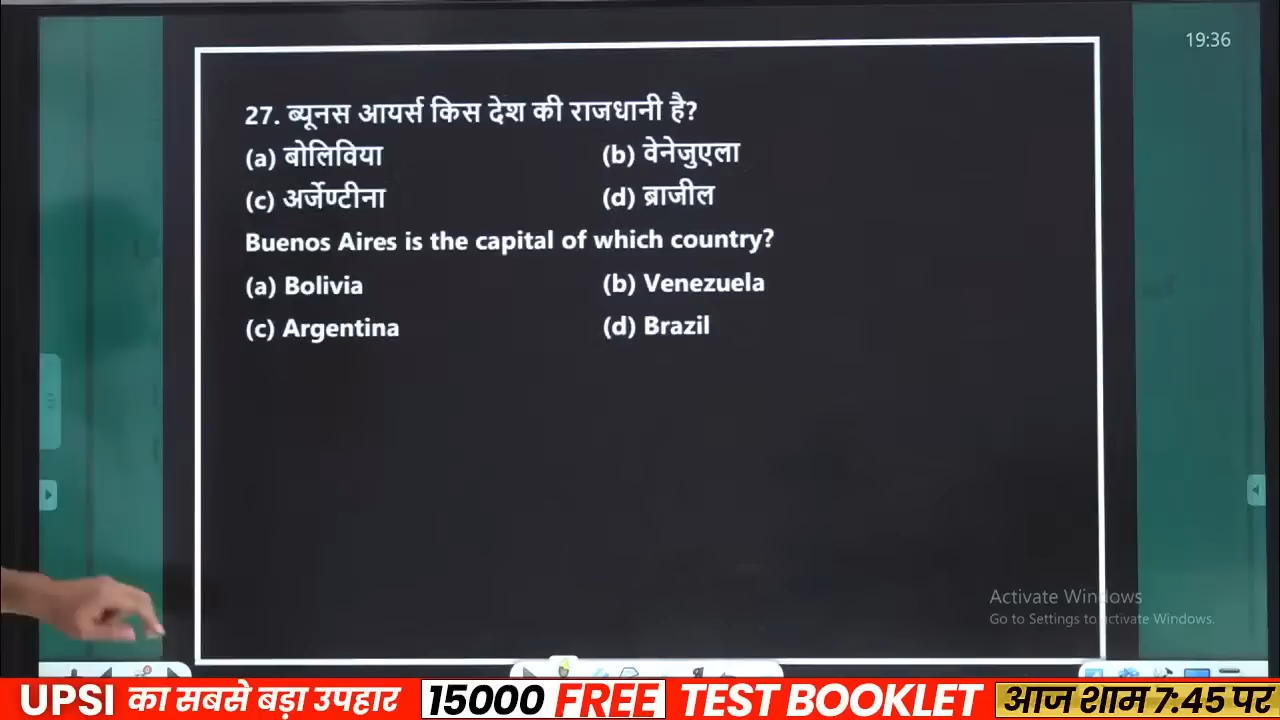 19:36
27. ब्यूनस आयर्स किस देश की राजधानी है?
(a) बोलिविया (b) वेनेजुएला
(c) अर्जेण्टीना (d) ब्राजील
Buenos Aires is the capital of which country?
(a) Bolivia (b) Venezuela
(c) Argentina (d) Brazil
Activate Windows
Go to Settings to activate Windows.
UPSI का सबसे बड़ा उपहार 15000 FREE TEST BOOKLET आज शाम 7:45 पर